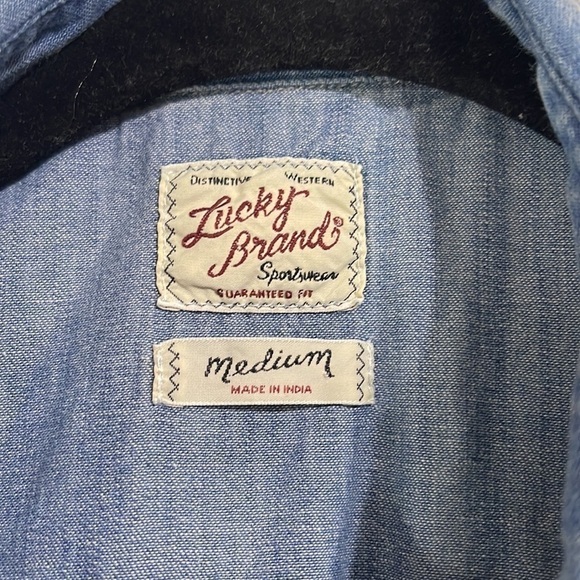 DISTINCTIVE WESTERN
Lucky
Brand®
Sportswear
GUARANTEED FIT
medium
MADE IN INDIA